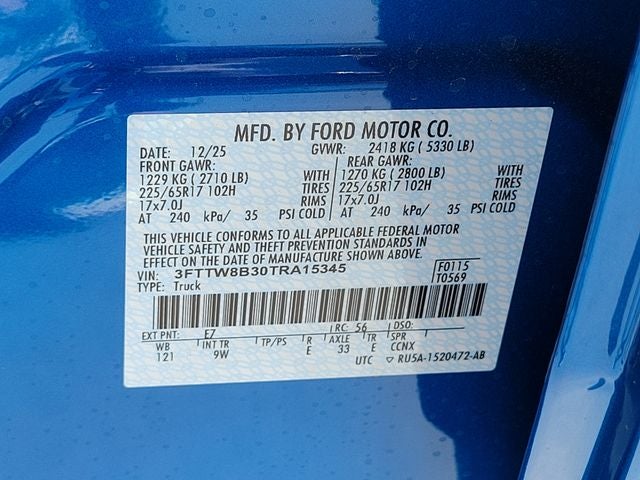 MFD. BY FORD MOTOR CO.
DATE: 12/25 GVWR: 2418 KG ( 5330 LB)
FRONT GAWR: REAR GAWR:
1229 KG ( 2710 LB) WITH 1270 KG ( 2800 LB) WITH
225/65R17 102H TIRES 225/65R17 102H TIRES
17x7.0J RIMS 17x7.0J RIMS
AT 240 kPa/ 35 PSI COLD AT 240 kPa/ 35 PSI COLD
THIS VEHICLE CONFORMS TO ALL APPLICABLE FEDERAL MOTOR
VEHICLE SAFETY AND THEFT PREVENTION STANDARDS IN
EFFECT ON THE DATE OF MANUFACTURE SHOWN ABOVE.
VIN: 3FTTW8B30TRA15345 F0115
TYPE: Truck T0569
EXT PNT: E7 RC: 56 DSO:
WB INT TR TP/PS R AXLE TR SPR
121 9W E 33 E CCNX
UTC ▽ RU5A-1520472-AB